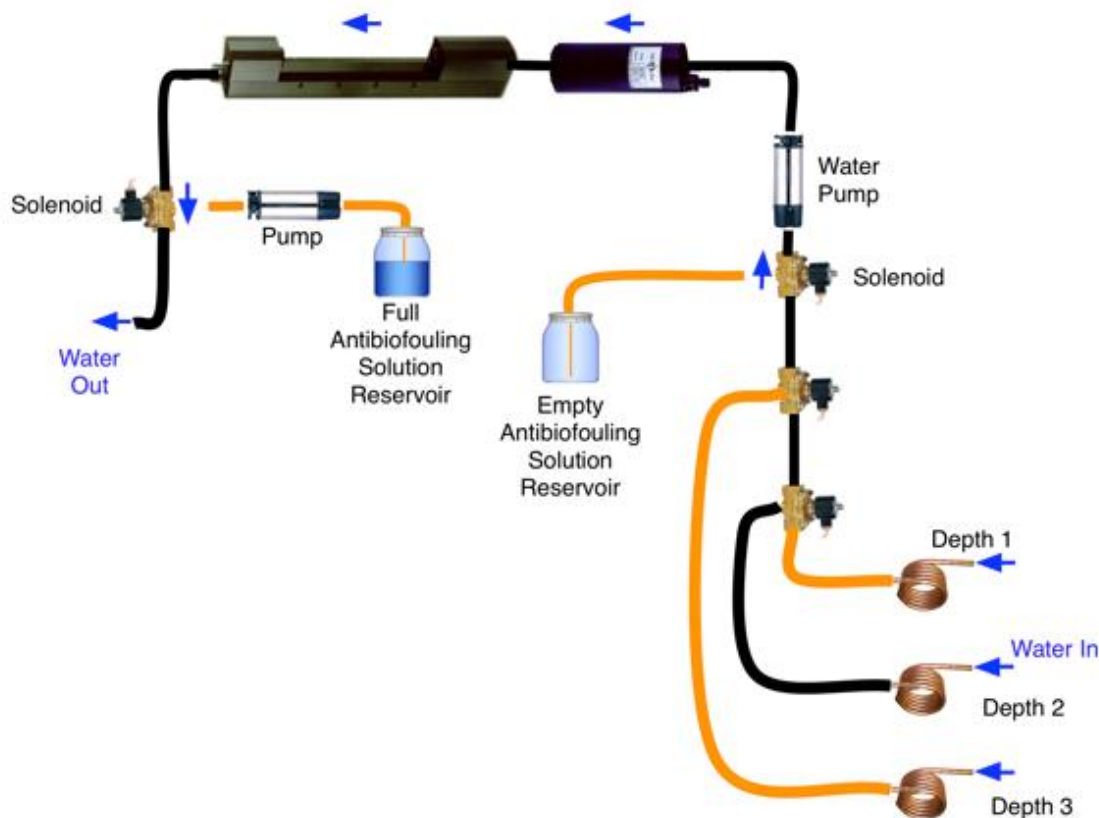 Solenoid
Pump
Full
Antibiofouling
Solution
Reservoir
Water
Out
Water
Pump
Solenoid
Empty
Antibiofouling
Solution
Reservoir
Depth 1
Water In
Depth 2
Depth 3